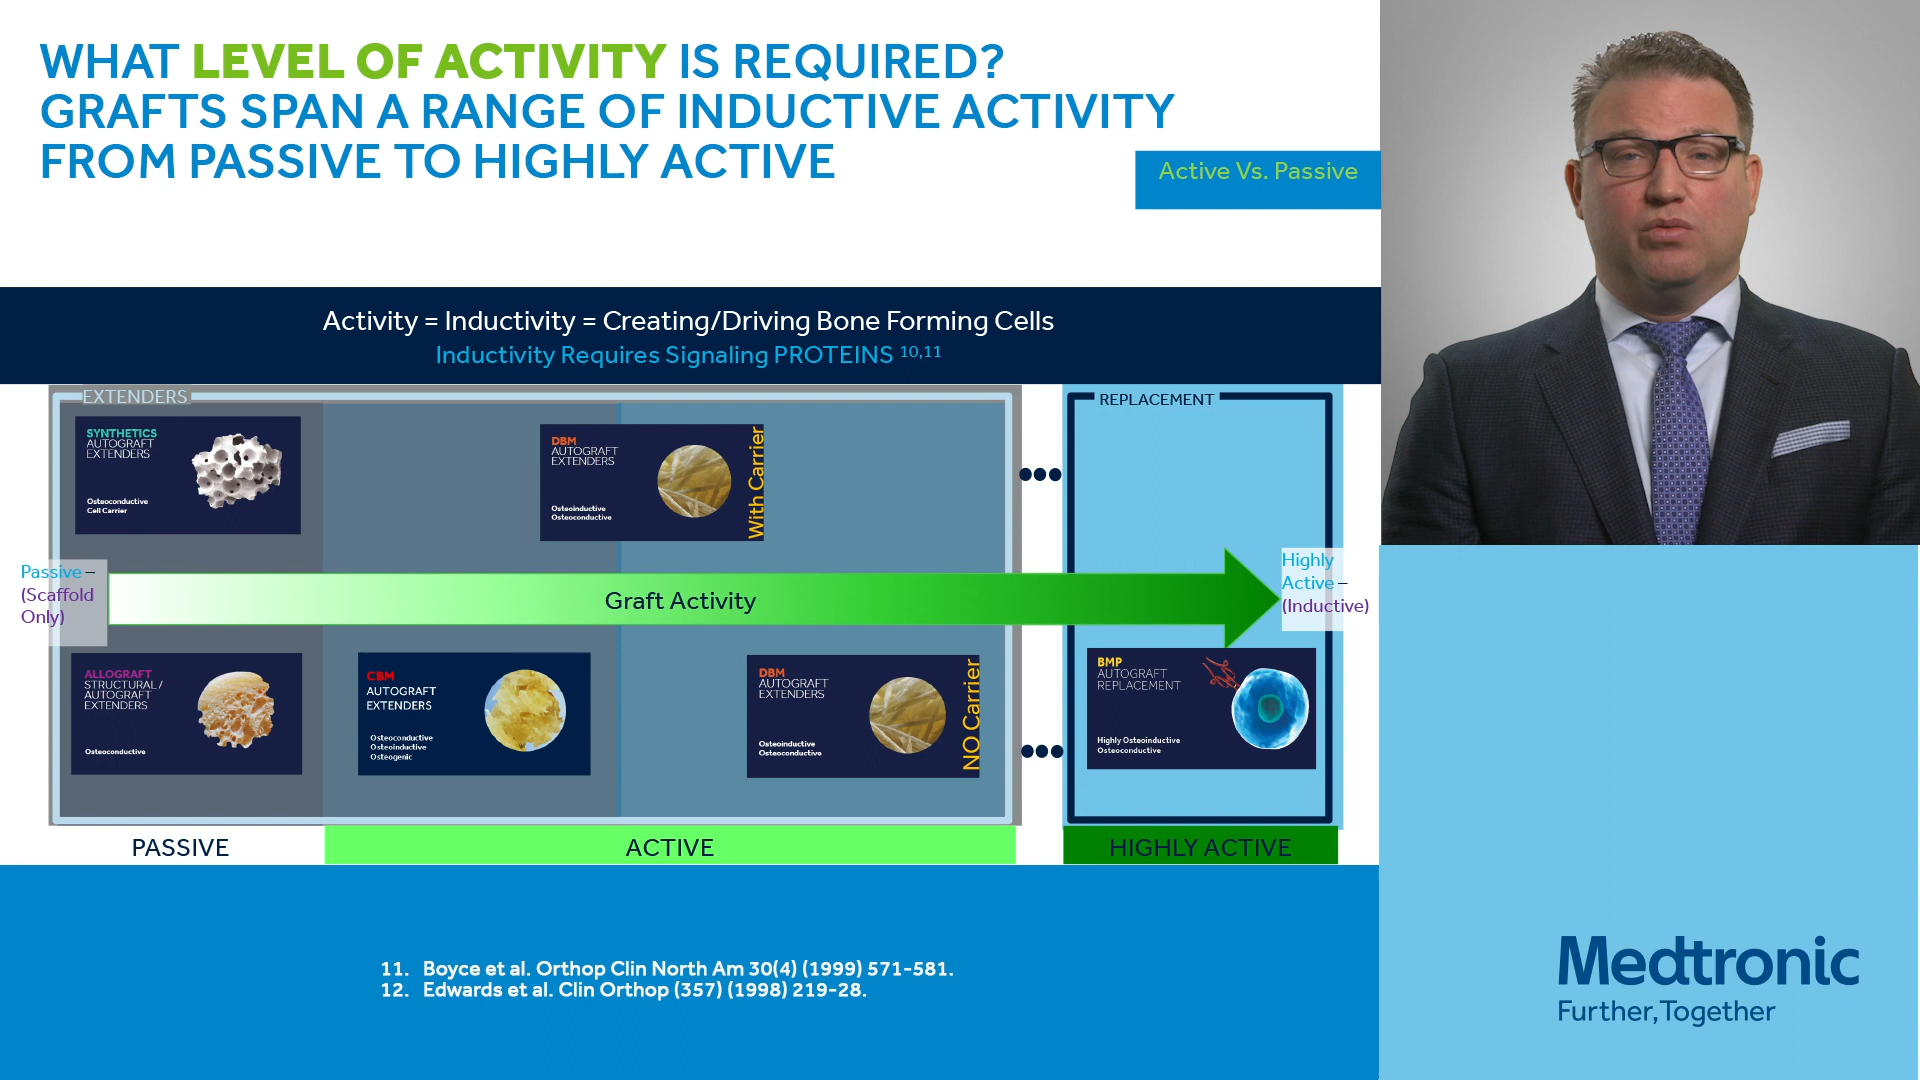 WHAT LEVEL OF ACTIVITY IS REQUIRED?
GRAFTS SPAN A RANGE OF INDUCTIVE ACTIVITY
FROM PASSIVE TO HIGHLY ACTIVE
Active Vs. Passive
Activity = Inductivity = Creating/Driving Bone Forming Cells
Inductivity Requires Signaling PROTEINS 10,11
EXTENDERS
REPLACEMENT
SYNTHETICS
AUTOGRAFT
EXTENDERS
Osteoconductive
Cell Carrier
DBM
AUTOGRAFT
EXTENDERS
Osteoinductive
Osteoconductive
With Carrier
Passive –
(Scaffold
Only)
Graft Activity
Highly
Active –
(Inductive)
ALLOGRAFT
STRUCTURAL/
AUTOGRAFT
EXTENDERS
Osteoconductive
CBM
AUTOGRAFT
EXTENDERS
Osteoconductive
Osteoinductive
Osteogenic
DBM
AUTOGRAFT
EXTENDERS
Osteoinductive
Osteoconductive
NO Carrier
BMP
AUTOGRAFT
REPLACEMENT
Highly Osteoinductive
Osteoconductive
PASSIVE
ACTIVE
HIGHLY ACTIVE
11. Boyce et al. Orthop Clin North Am 30(4) (1999) 571-581.
12. Edwards et al. Clin Orthop (357) (1998) 219-28.
Medtronic
Further, Together